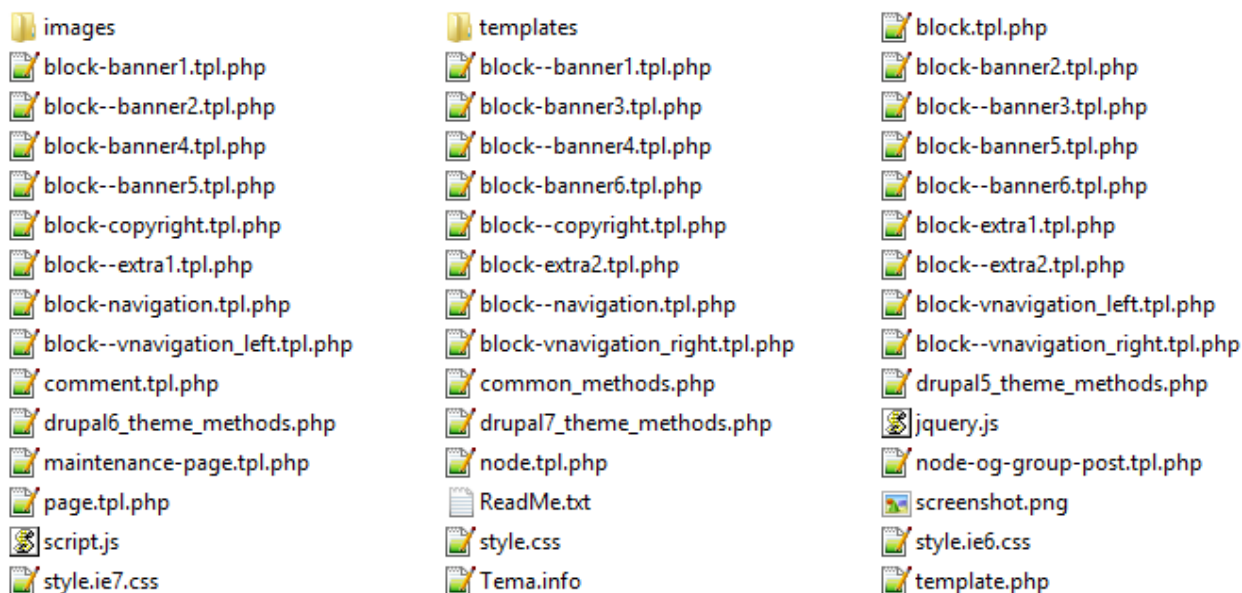 images templates block.tpl.php
block-banner1.tpl.php block--banner1.tpl.php block-banner2.tpl.php
block--banner2.tpl.php block-banner3.tpl.php block--banner3.tpl.php
block-banner4.tpl.php block--banner4.tpl.php block-banner5.tpl.php
block--banner5.tpl.php block-banner6.tpl.php block--banner6.tpl.php
block-copyright.tpl.php block--copyright.tpl.php block-extra1.tpl.php
block--extra1.tpl.php block-extra2.tpl.php block--extra2.tpl.php
block-navigation.tpl.php block--navigation.tpl.php block-vnavigation_left.tpl.php
block--vnavigation_left.tpl.php block-vnavigation_right.tpl.php block--vnavigation_right.tpl.php
comment.tpl.php common_methods.php drupal5_theme_methods.php
drupal6_theme_methods.php drupal7_theme_methods.php jquery.js
maintenance-page.tpl.php node.tpl.php node-og-group-post.tpl.php
page.tpl.php ReadMe.txt screenshot.png
script.js style.css style.ie6.css
style.ie7.css Tema.info template.php